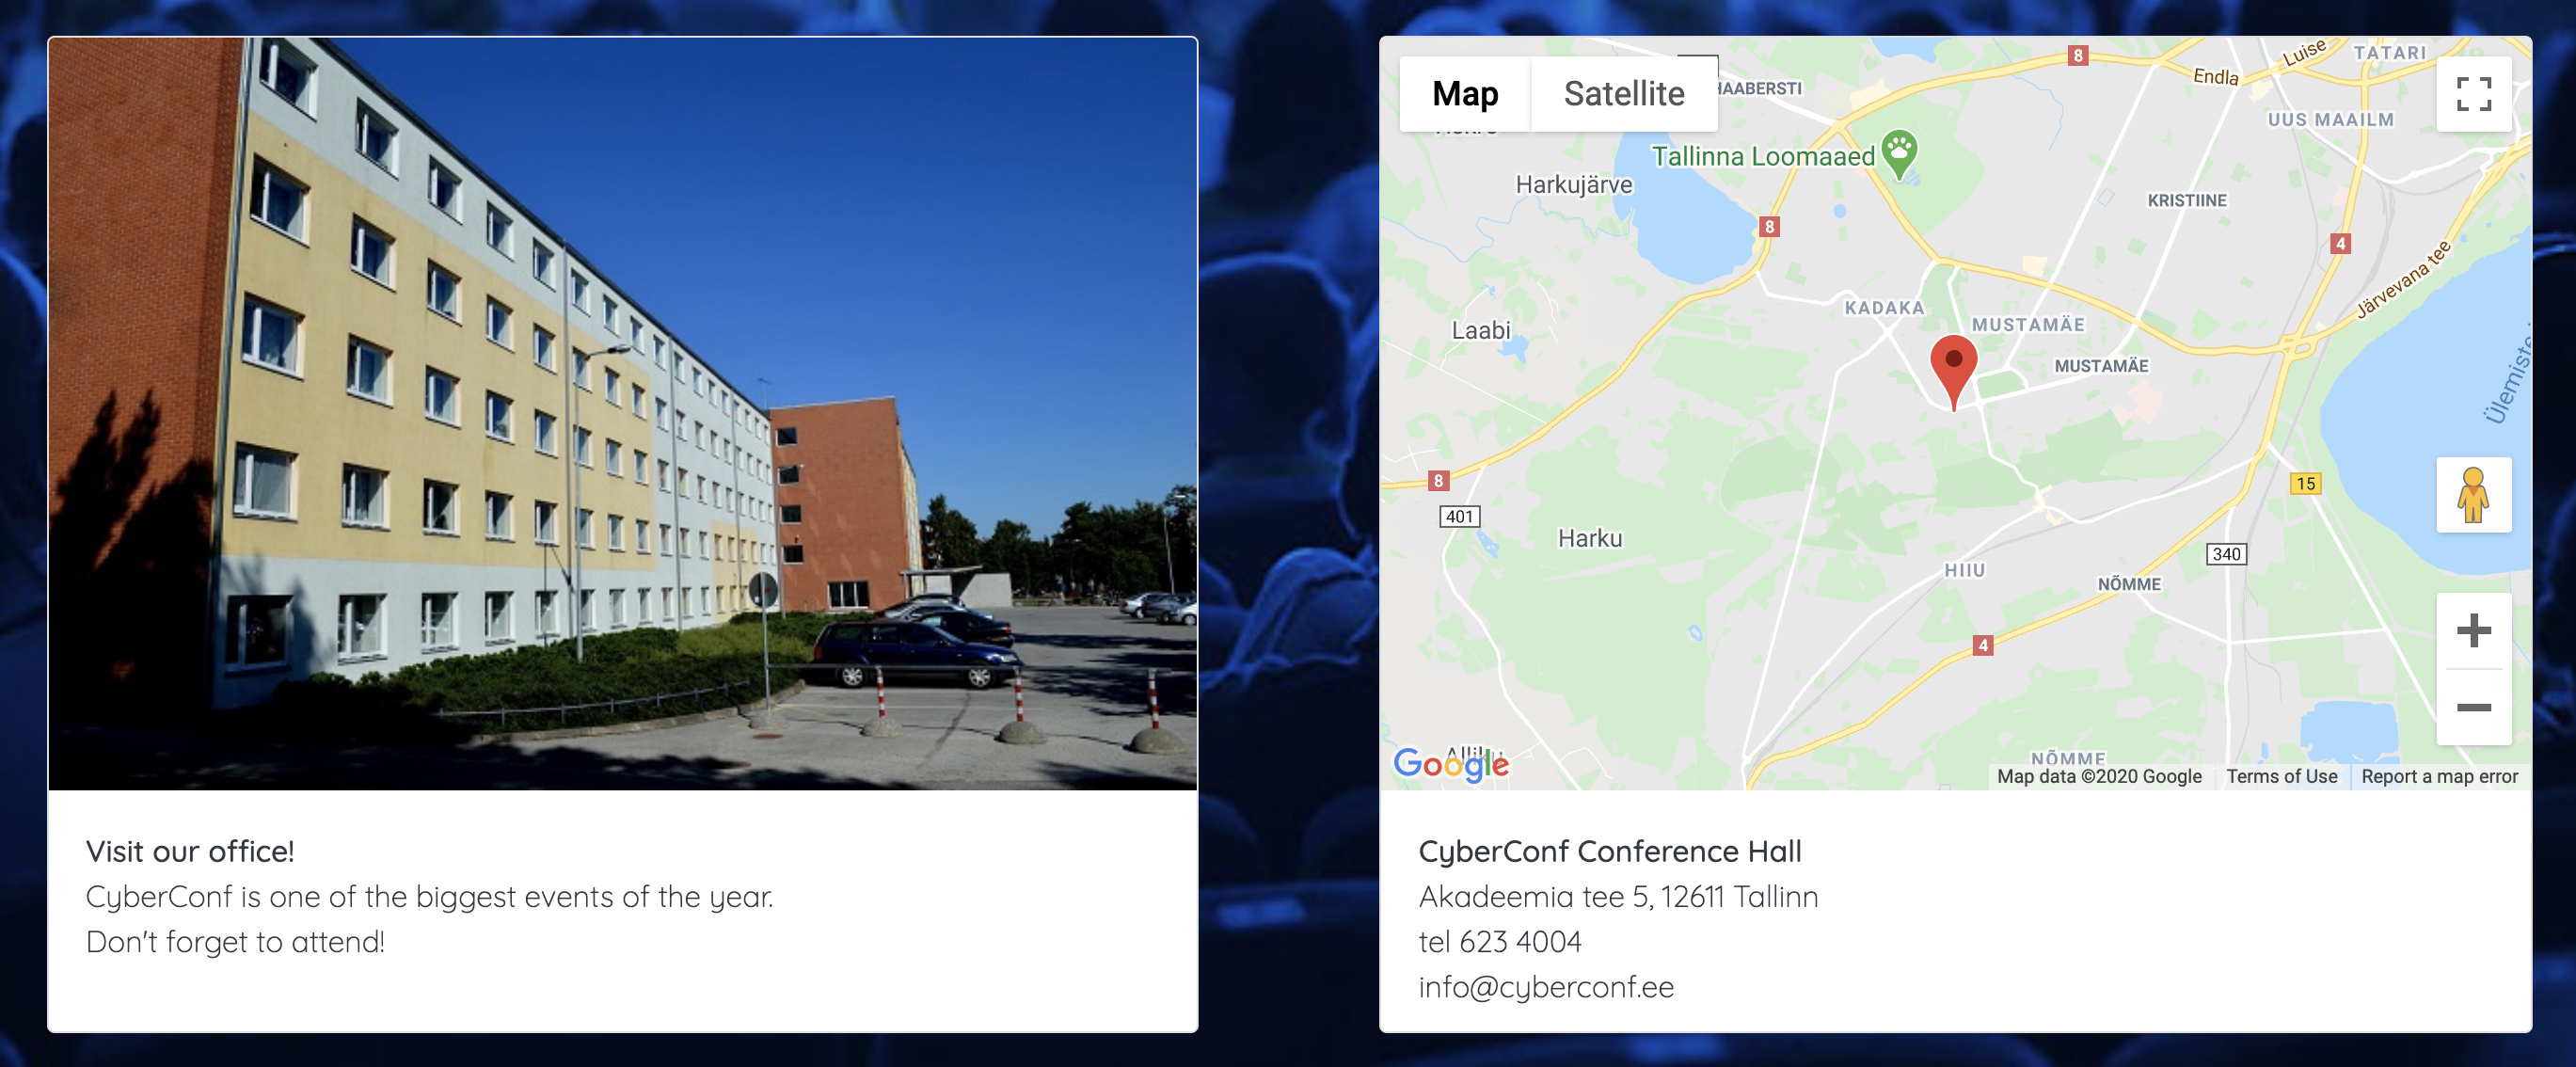 Visit our office!
CyberConf is one of the biggest events of the year.
Don't forget to attend!
Map
Satellite
HAABERSTI
8
Endla
Luise
TATARI
UUS MAAILM
Tallinna Loomaaed
Harkujärve
KRISTIINE
8
4
Järvevana tee
KADAKA
MUSTAMÄE
Laabi
MUSTAMÄE
8
15
401
Harku
340
HIIU
NÕMME
4
NÕMME
Google
Map data ©2020 Google
Terms of Use
Report a map error
CyberConf Conference Hall
Akadeemia tee 5, 12611 Tallinn
tel 623 4004
info@cyberconf.ee